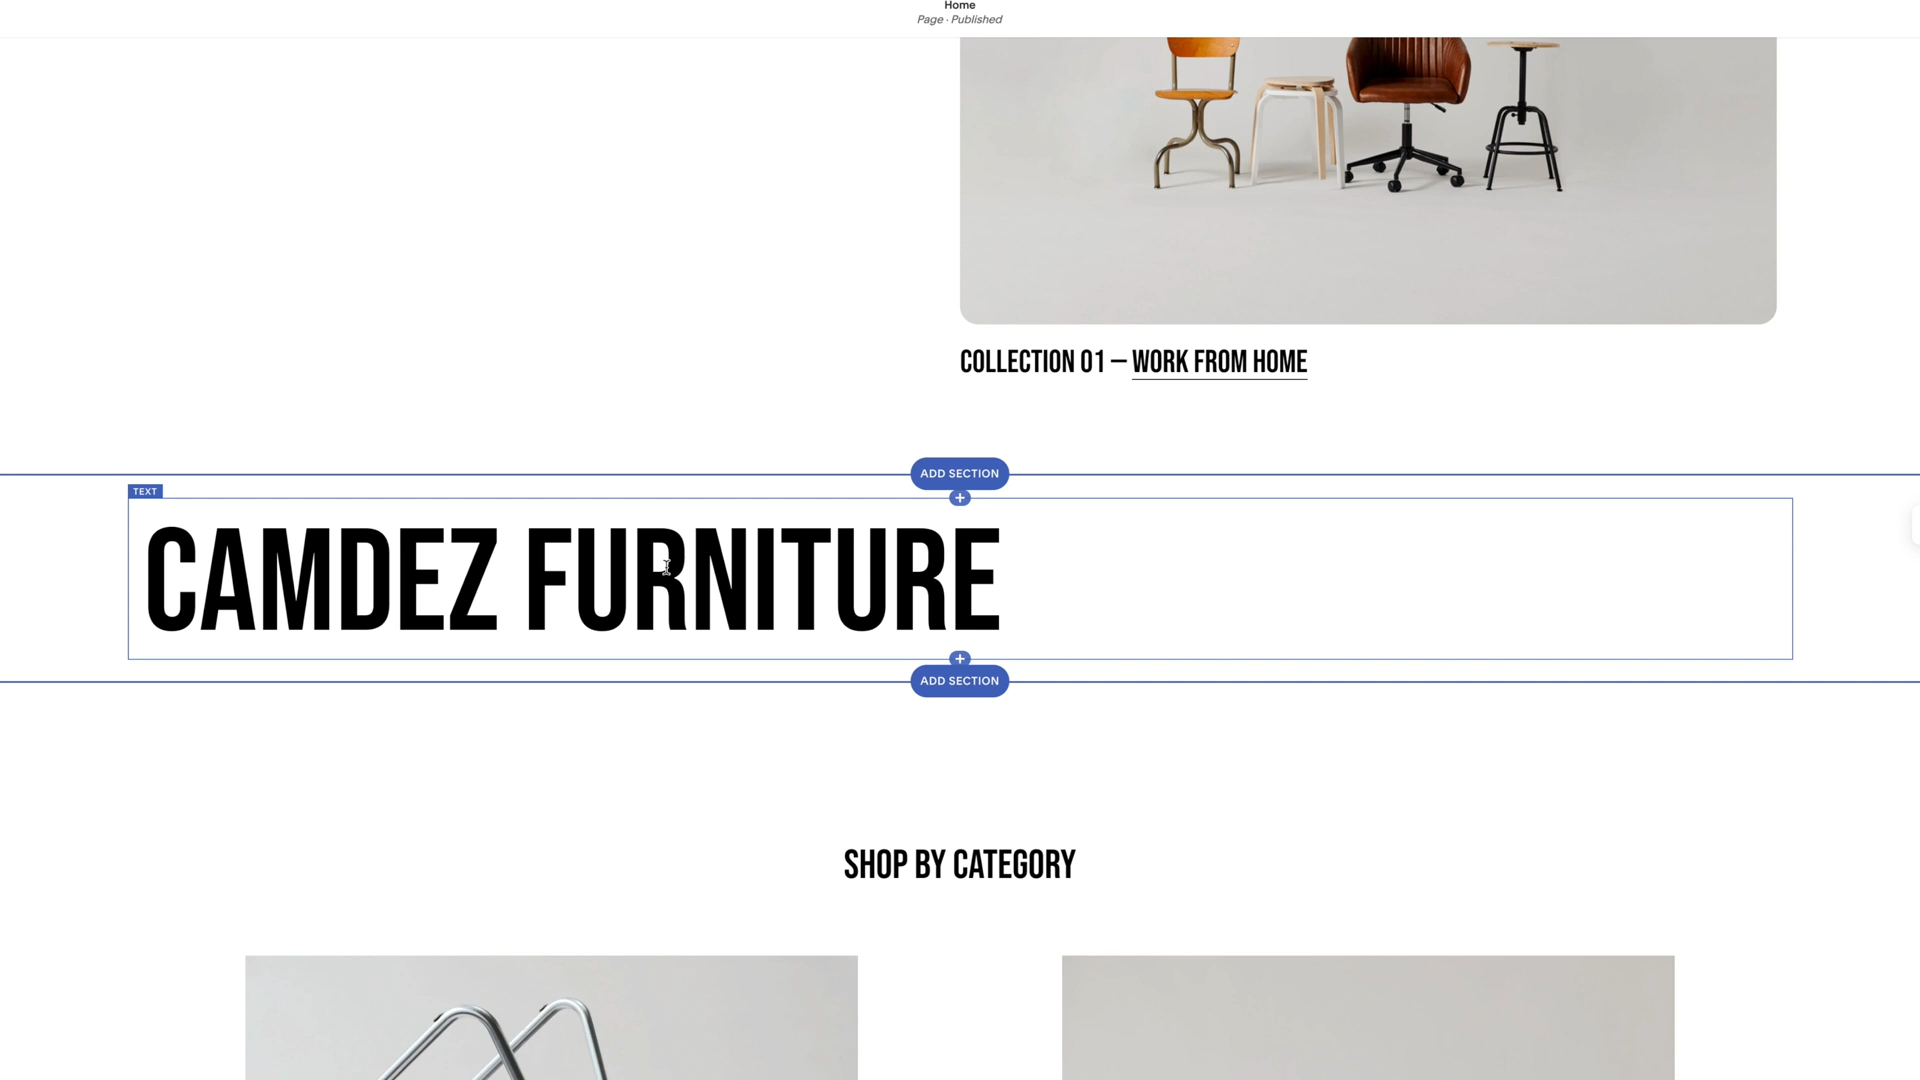 Home
Page · Published
COLLECTION 01 — WORK FROM HOME
ADD SECTION
TEXT
CAMDEZ FURNITURE
ADD SECTION
SHOP BY CATEGORY